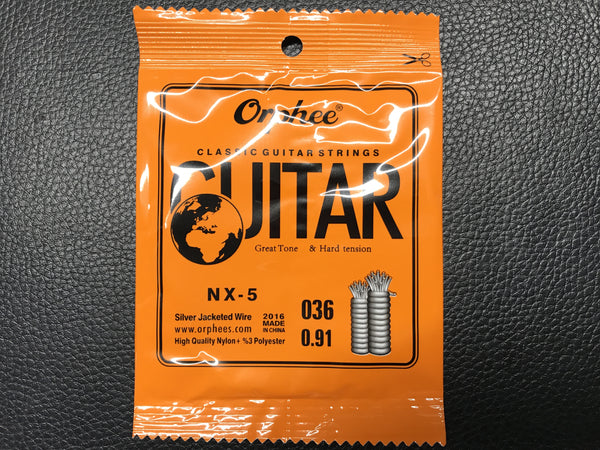 Orphee®
CLASSIC GUITAR STRINGS
GUITAR
Great Tone & Hard tension
NX-5
036
0.91
Silver Jacketed Wire
www.orphees.com
High Quality Nylon+ %3 Polyester
2016
MADE
IN CHINA